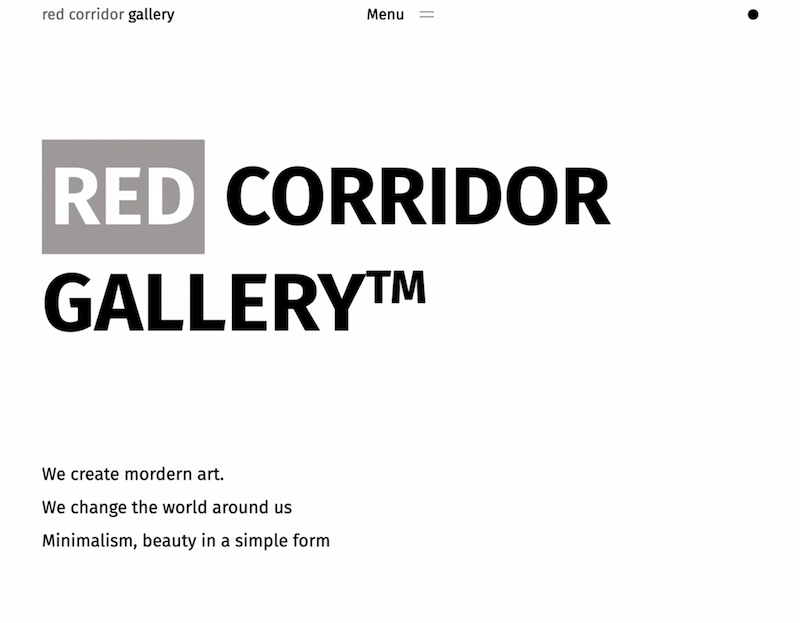 red corridor gallery
Menu
RED CORRIDOR
GALLERY™
We create mordern art.
We change the world around us
Minimalism, beauty in a simple form